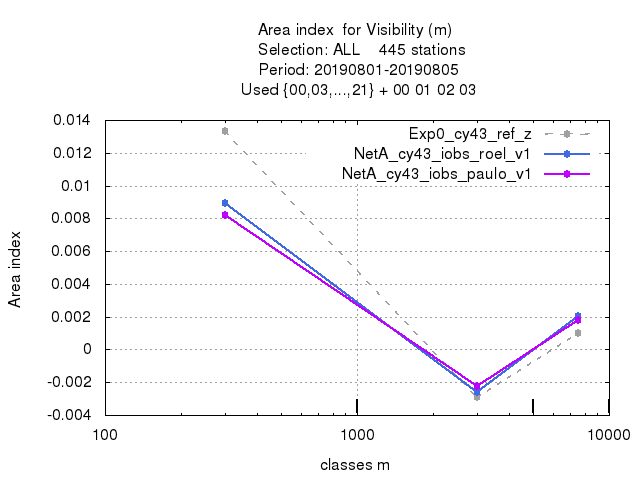 Area index  for Visibility (m)
Selection: ALL    445 stations
Period: 20190801-20190805
Used {00,03,...,21} + 00 01 02 03
Exp0_cy43_ref_z
NetA_cy43_iobs_roel_v1
NetA_cy43_iobs_paulo_v1
0.014
0.012
0.01
0.008
0.006
0.004
0.002
0
-0.002
-0.004
Area index
100
1000
10000
classes m